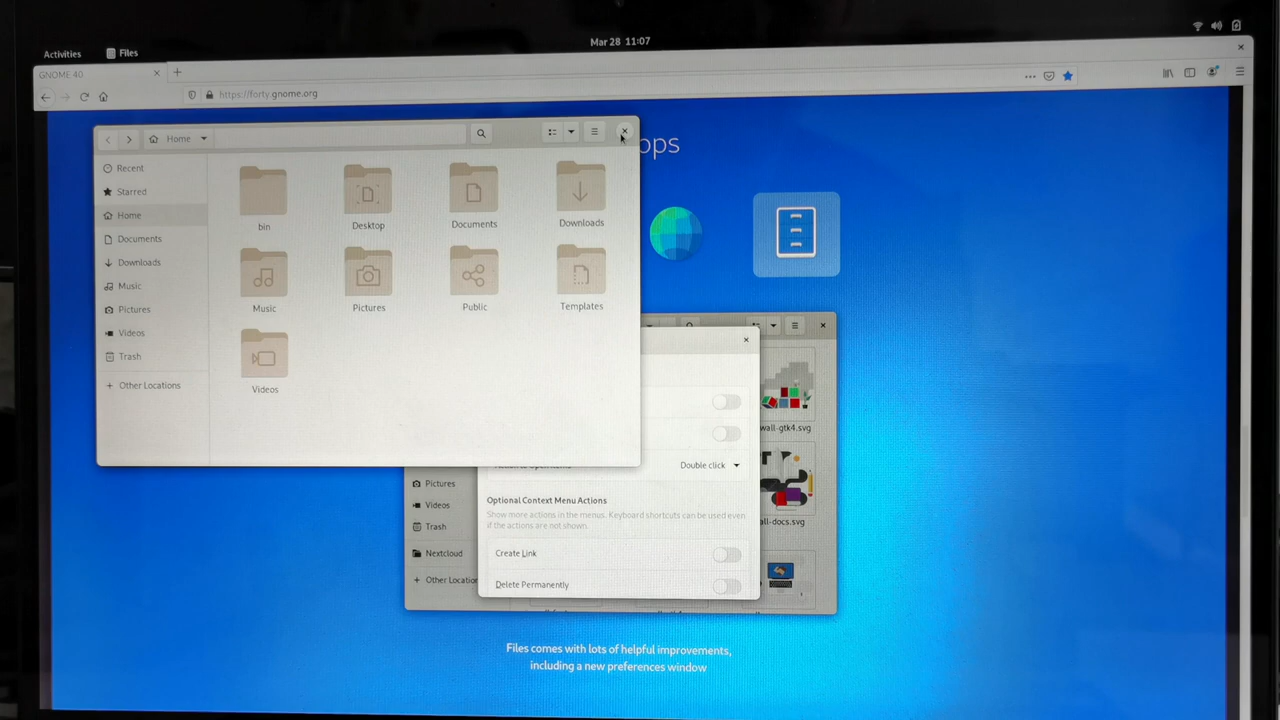 Activities
Files
Mar 28 11:07
GNOME 40
https://forty.gnome.org
Home
Recent
Starred
Home
Documents
Downloads
Music
Pictures
Videos
Trash
Other Locations
bin
Desktop
Documents
Downloads
Music
Pictures
Public
Templates
Videos
wall-gtk4.svg
Double click
Pictures
Videos
Trash
Nextcloud
Other Locatio
Optional Context Menu Actions
Show more actions in the menus. Keyboard shortcuts can be used even
if the actions are not shown.
Create Link
Delete Permanently
all-docs.svg
Files comes with lots of helpful improvements,
including a new preferences window